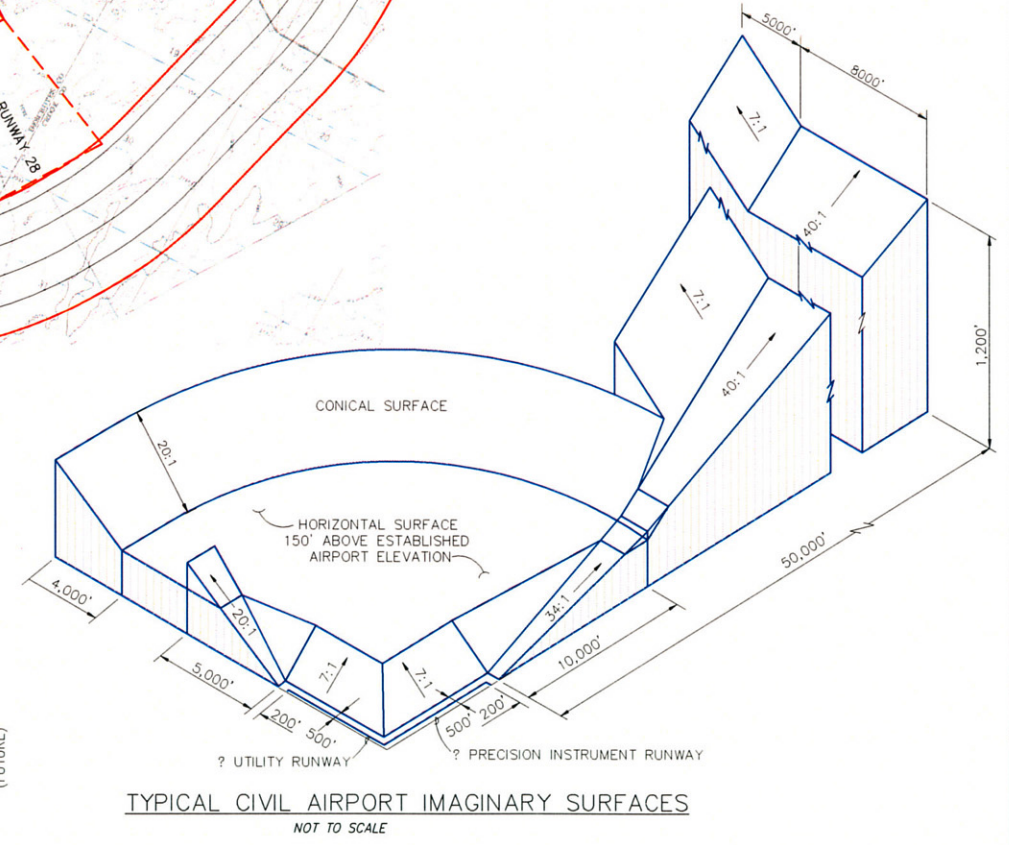 RUNWAY 28
5000'
8000'
7:1
40:1
7:1
40:1
1,200'
CONICAL SURFACE
20:1
HORIZONTAL SURFACE
150' ABOVE ESTABLISHED
AIRPORT ELEVATION
50,000'
4,000'
20:1
34:1
10,000'
5,000'
7:1
7:1
200'
500'
500'
200'
? UTILITY RUNWAY
? PRECISION INSTRUMENT RUNWAY
TYPICAL CIVIL AIRPORT IMAGINARY SURFACES
NOT TO SCALE